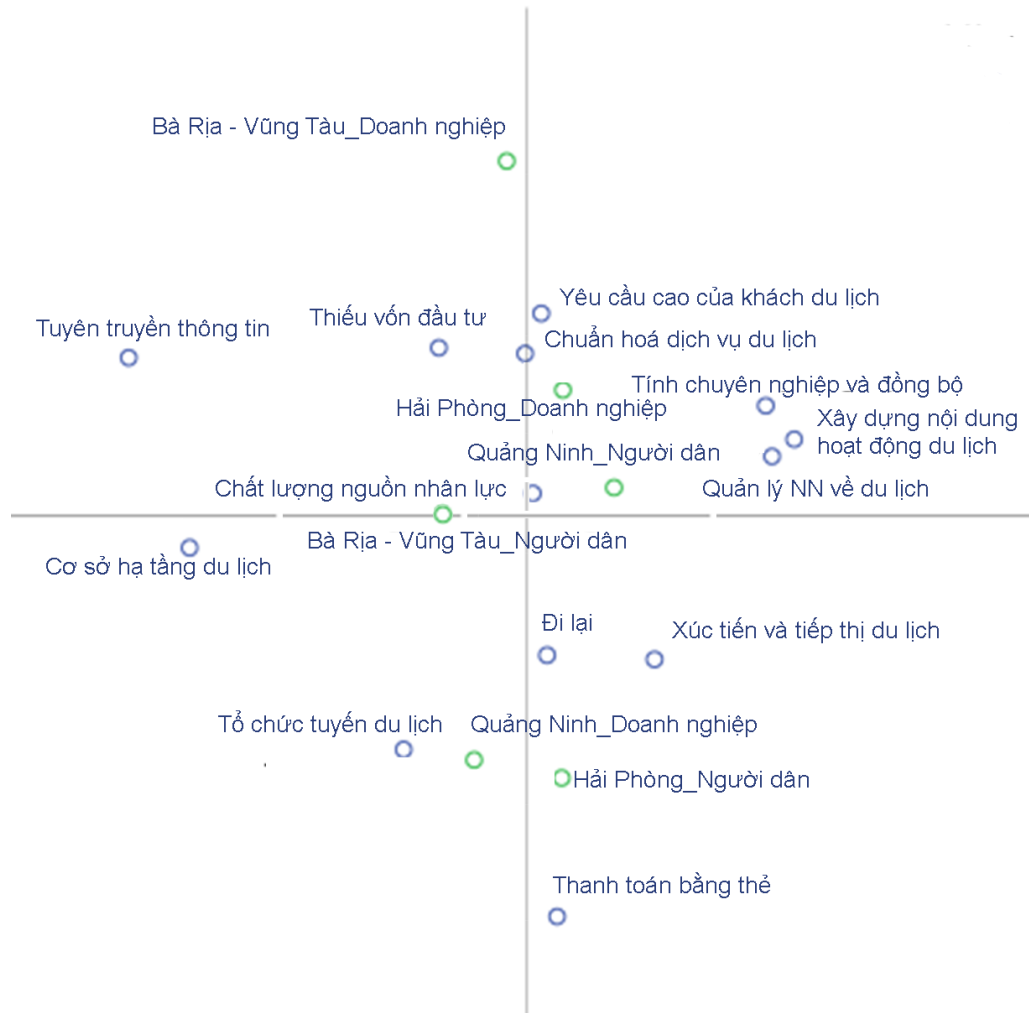 Bà Rịa - Vũng Tàu_Doanh nghiệp
Yêu cầu cao của khách du lịch
Thiếu vốn đầu tư
Tuyên truyền thông tin
Chuẩn hoá dịch vụ du lịch
Tính chuyên nghiệp và đồng bộ
Hải Phòng_Doanh nghiệp
Xây dựng nội dung
hoạt động du lịch
Quảng Ninh_Người dân
Chất lượng nguồn nhân lực
Quản lý NN về du lịch
Bà Rịa - Vũng Tàu_Người dân
Cơ sở hạ tầng du lịch
Đi lại
Xúc tiến và tiếp thị du lịch
Tổ chức tuyến du lịch
Quảng Ninh_Doanh nghiệp
Hải Phòng_Người dân
Thanh toán bằng thẻ